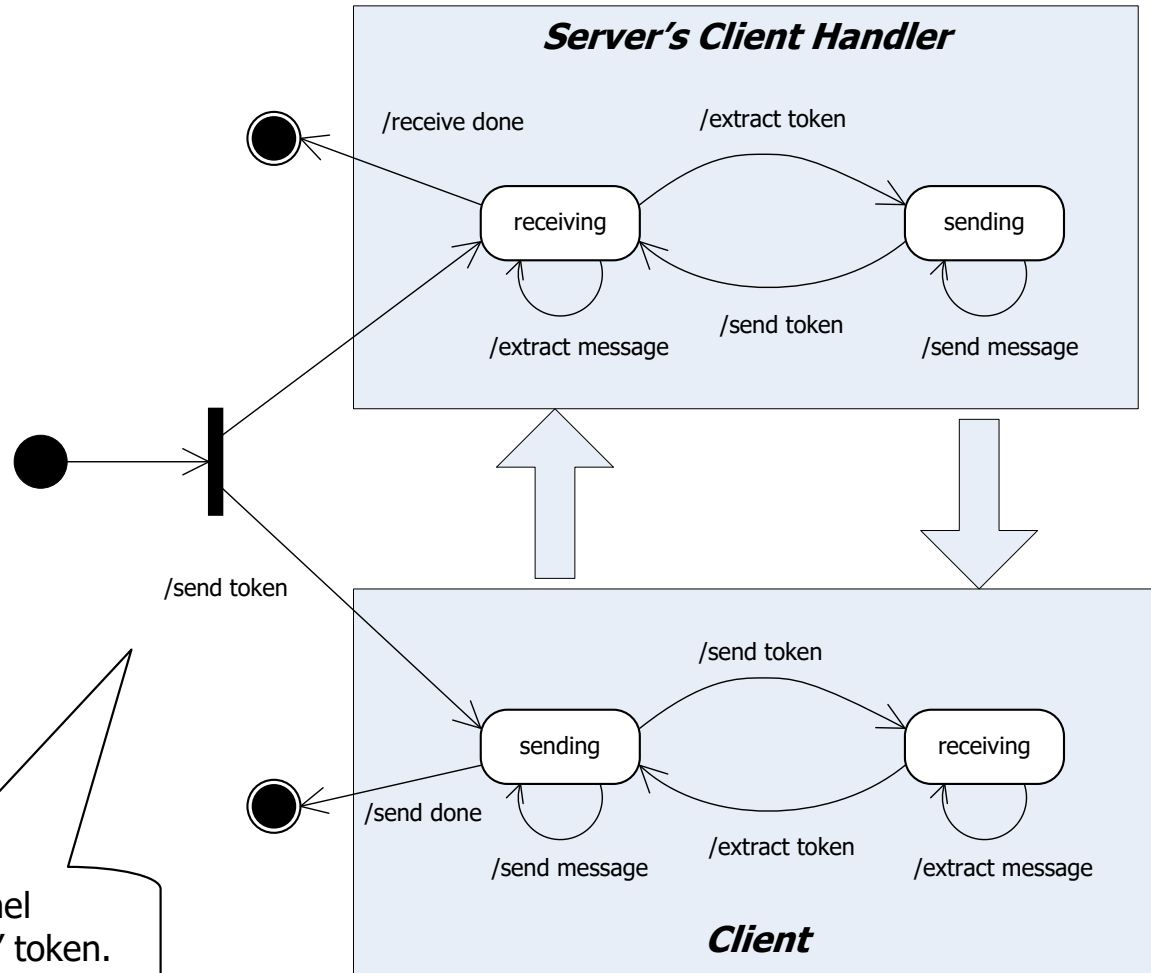 Server's Client Handler
/receive done
/extract token
receiving
sending
/send token
/extract message
/send message
/send token
/send token
sending
receiving
/send done
/extract token
/send message
/extract message
token.
Client